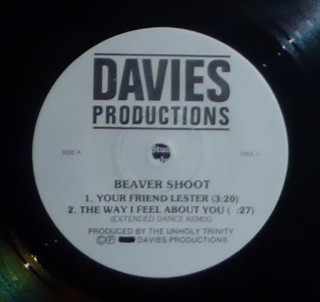 DAVIES
PRODUCTIONS
SIDE A
BEAVER SHOOT
1. YOUR FRIEND LESTER (3:20)
2. THE WAY I FEEL ABOUT YOU ( :27)
(EXTENDED DANCE REMIX)
PRODUCED BY THE UNHOLY TRINITY
©℗ DAVIES PRODUCTIONS